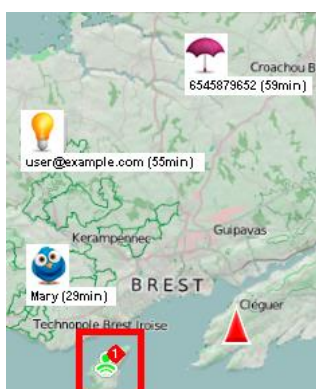 Croachou B
6545879652 (59min)
user@example.com (55min)
Kerampennec
Guipavas
Mary (29min)
BREST
Cléguer
Technopole Brest Iroise
1